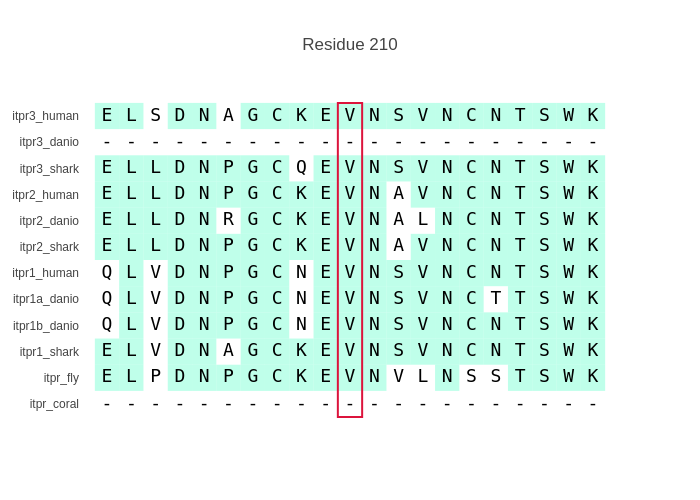 Residue 210
itpr3_human E L S D N A G C K E V N S V N C N T S W K
itpr3_danio - - - - - - - - - - - - - - - - - - - - -
itpr3_shark E L L D N P G C Q E V N S V N C N T S W K
itpr2_human E L L D N P G C K E V N A V N C N T S W K
itpr2_danio E L L D N R G C K E V N A L N C N T S W K
itpr2_shark E L L D N P G C K E V N A V N C N T S W K
itpr1_human Q L V D N P G C N E V N S V N C N T S W K
itpr1a_danio Q L V D N P G C N E V N S V N C T T S W K
itpr1b_danio Q L V D N P G C N E V N S V N C N T S W K
itpr1_shark E L V D N A G C K E V N S V N C N T S W K
itpr_fly E L P D N P G C K E V N V L N S S T S W K
itpr_coral - - - - - - - - - - - - - - - - - - - - -